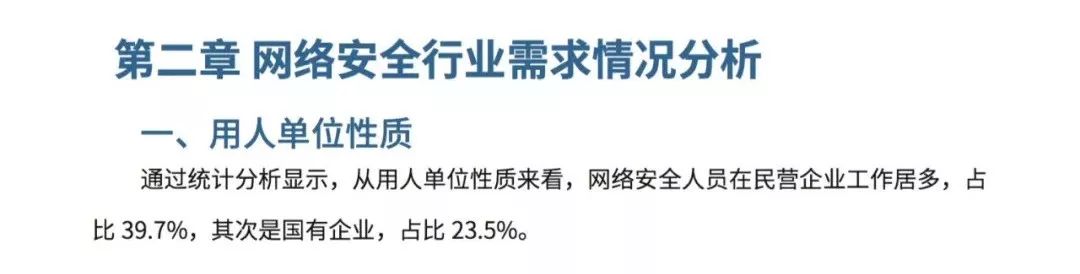 第二章 网络安全行业需求情况分析
一、用人单位性质
通过统计分析显示，从用人单位性质来看，网络安全人员在民营企业工作居多，占
比 39.7%，其次是国有企业，占比 23.5%。